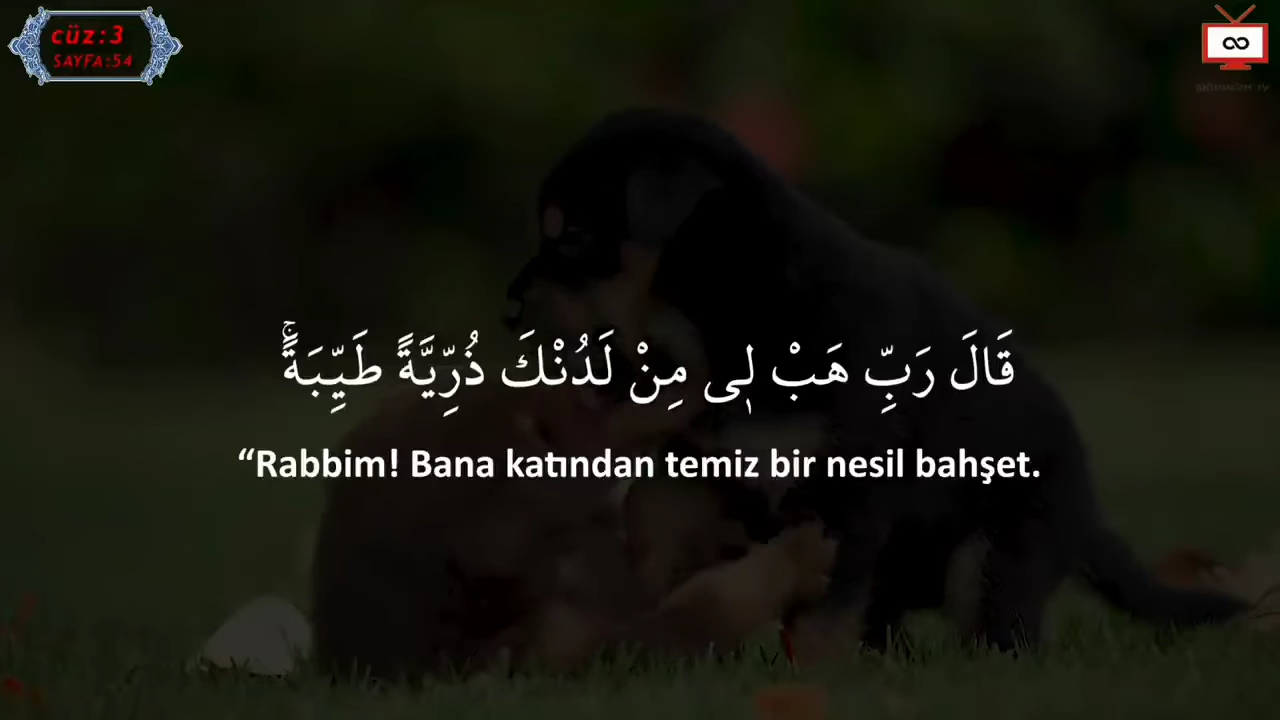 cüz:3
SAYFA:54
قَالَ رَبِّ هَبْ ل۪ى مِنْ لَدُنْكَ ذُرِّيَّةً طَيِّبَةًۚ
“Rabbim! Bana katından temiz bir nesil bahşet.